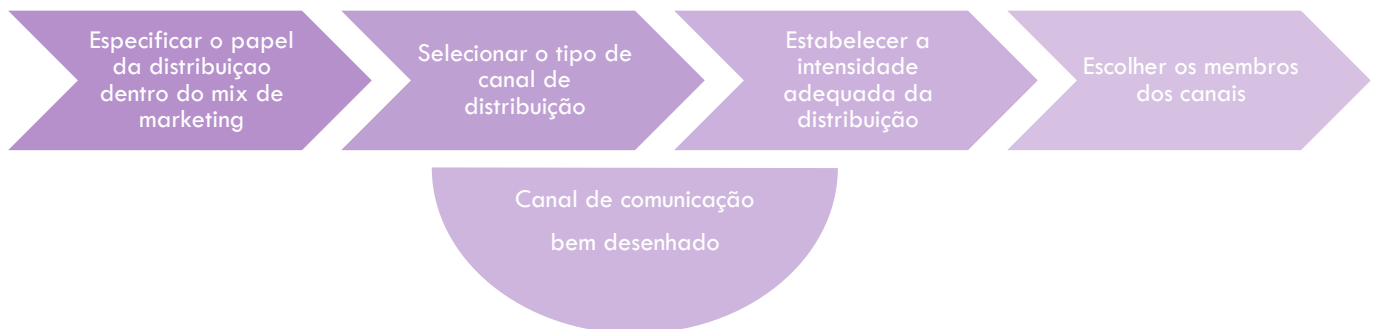 Especificar o papel
da distribuiçao
dentro do mix de
marketing
Selecionar o tipo de
canal de
distribuição
Estabelecer a
intensidade
adequada da
distribuição
Escolher os membros
dos canais
Canal de comunicação
bem desenhado